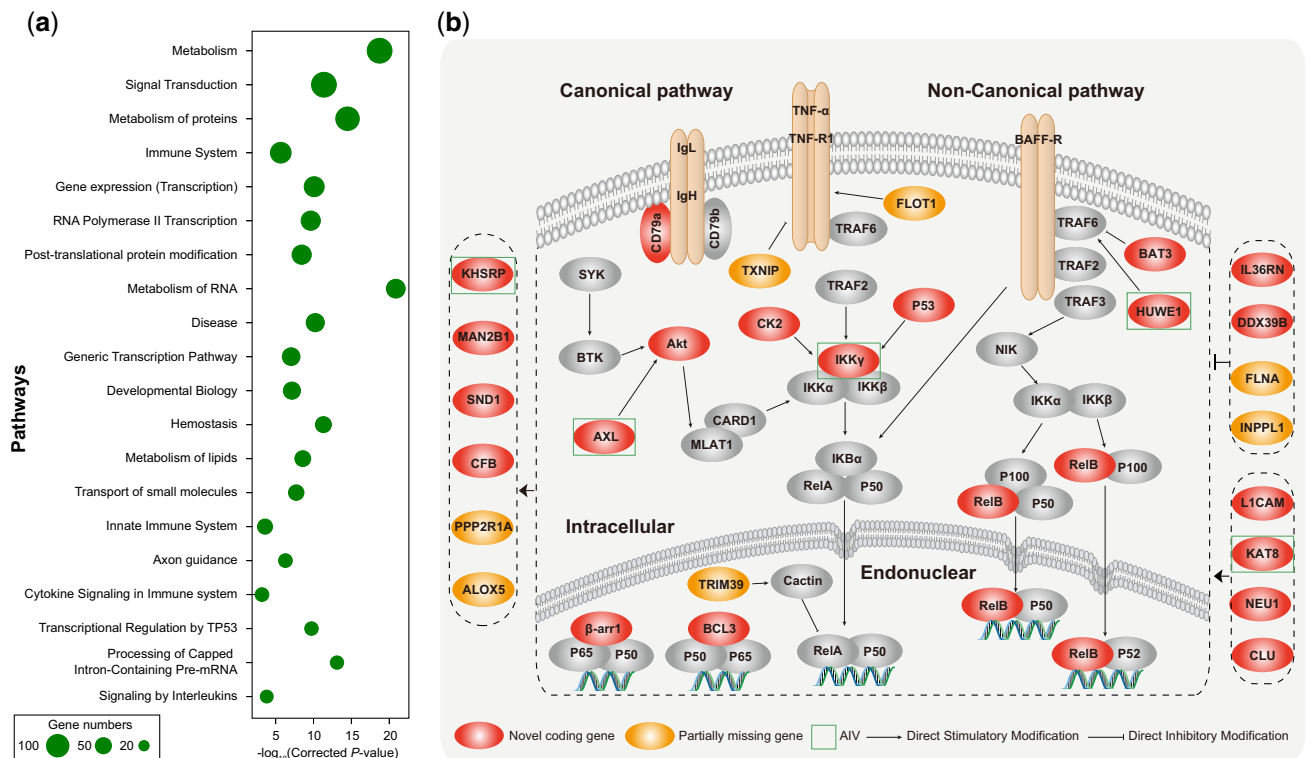 (a)
Pathways
Metabolism
Signal Transduction
Metabolism of proteins
Immune System
Gene expression (Transcription)
RNA Polymerase II Transcription
Post-translational protein modification
Metabolism of RNA
Disease
Generic Transcription Pathway
Developmental Biology
Hemostasis
Metabolism of lipids
Transport of small molecules
Innate Immune System
Axon guidance
Cytokine Signaling in Immune system
Transcriptional Regulation by TP53
Processing of Capped
Intron-Containing Pre-mRNA
Signaling by Interleukins
Gene numbers
100 50 20
5 10 15 20
-log₁₀(Corrected P-value)
(b)
Canonical pathway
Non-Canonical pathway
KHSRP
MAN2B1
SND1
CFB
PPP2R1A
ALOX5
IgL
IgH
CD79a
CD79b
TNF-α
TNF-R1
TXNIP
FLOT1
TRAF6
BAFF-R
TRAF6
TRAF2
TRAF3
BAT3
HUWE1
SYK
BTK
Akt
AXL
CARD1
MLAT1
TRAF2
CK2
P53
IKKγ
IKKα
IKKβ
NIK
IKKα
IKKβ
IKBα
RelA
P50
P100
RelB
P50
RelB
P100
Intracellular
Endonuclear
TRIM39
Cactin
β-arr1
P65
P50
BCL3
P50
P65
RelA
P50
RelB
P50
RelB
P52
IL36RN
DDX39B
FLNA
INPPL1
L1CAM
KAT8
NEU1
CLU
Novel coding gene
Partially missing gene
AIV
Direct Stimulatory Modification
Direct Inhibitory Modification